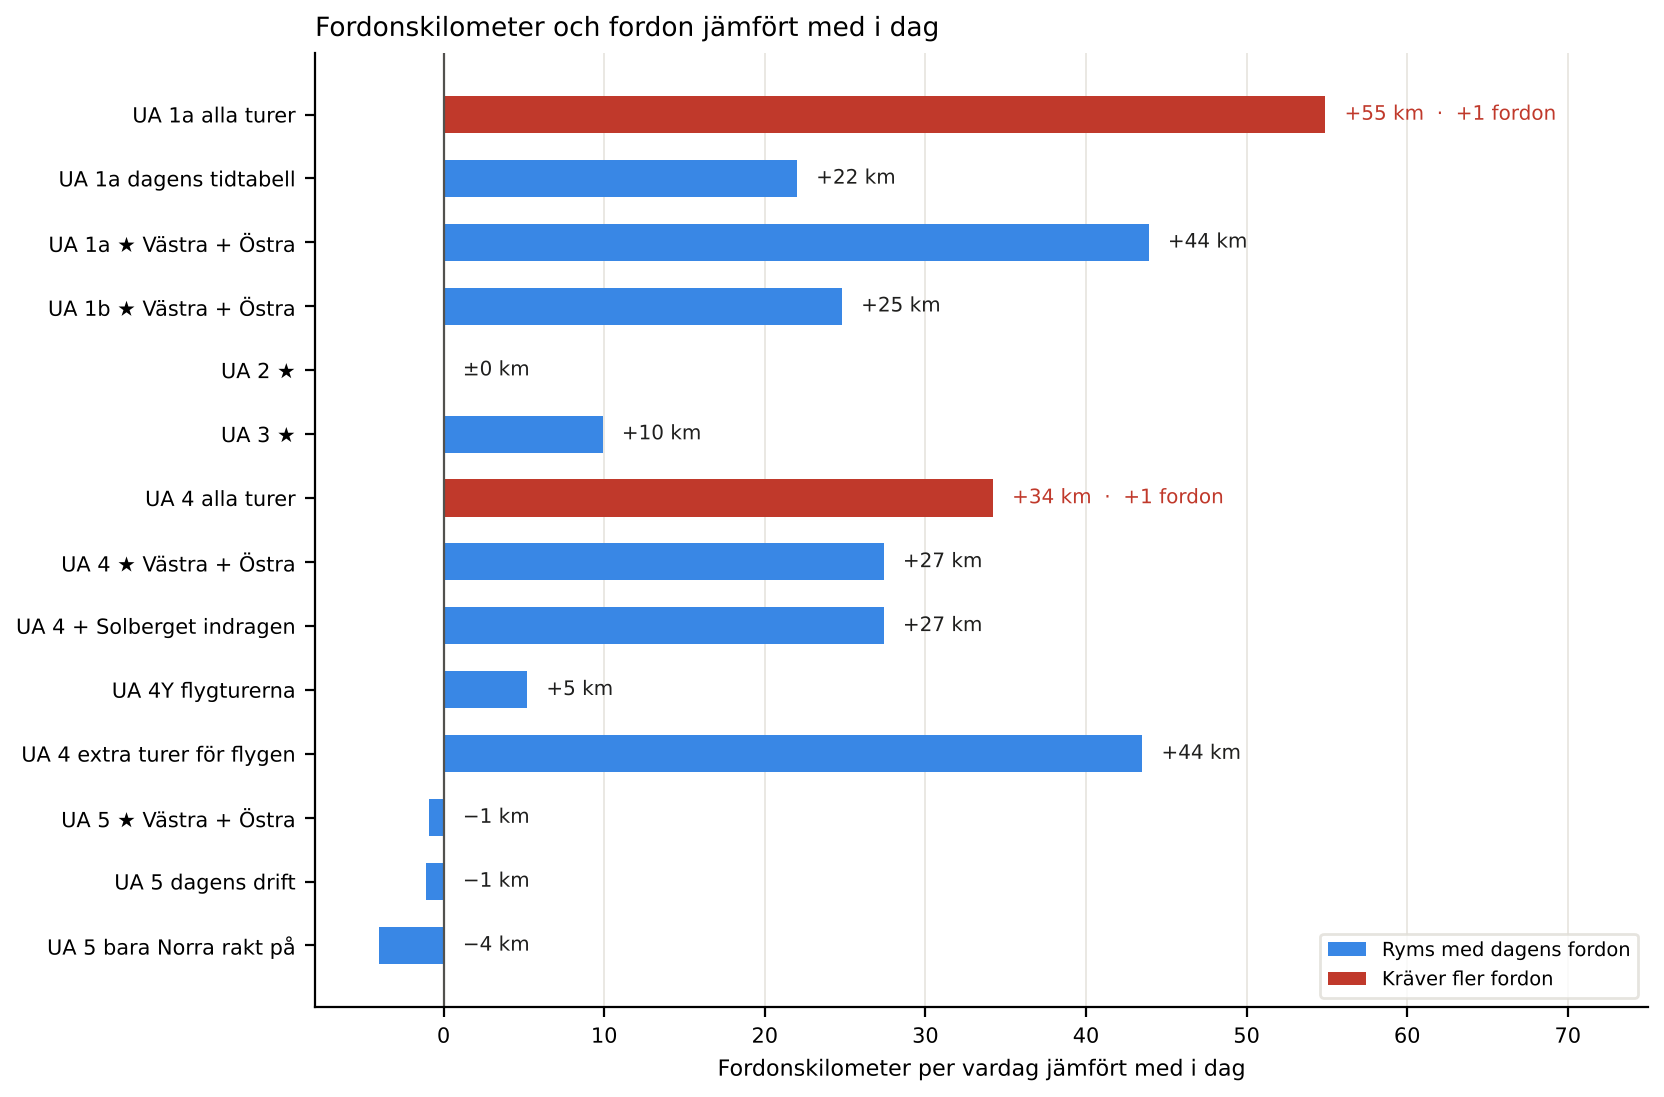 Fordonskilometer och fordon jämfört med i dag
UA 1a alla turer
+55 km · +1 fordon
UA 1a dagens tidtabell
+22 km
UA 1a ★ Västra + Östra
+44 km
UA 1b ★ Västra + Östra
+25 km
UA 2 ★
±0 km
UA 3 ★
+10 km
UA 4 alla turer
+34 km · +1 fordon
UA 4 ★ Västra + Östra
+27 km
UA 4 + Solberget indragen
+27 km
UA 4Y flygturerna
+5 km
UA 4 extra turer för flygen
+44 km
UA 5 ★ Västra + Östra
−1 km
UA 5 dagens drift
−1 km
UA 5 bara Norra rakt på
−4 km
Ryms med dagens fordon
Kräver fler fordon
0 10 20 30 40 50 60 70
Fordonskilometer per vardag jämfört med i dag